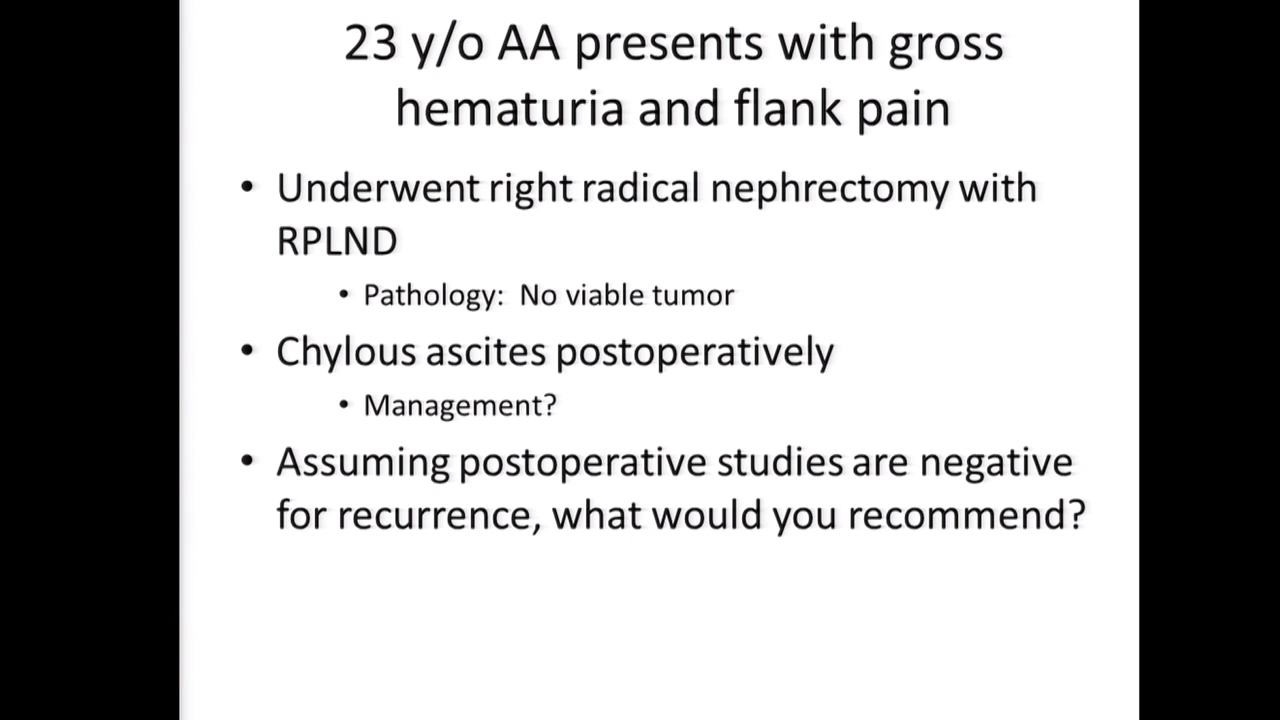 23 y/o AA presents with gross
hematuria and flank pain
• Underwent right radical nephrectomy with
RPLND
• Pathology: No viable tumor
• Chylous ascites postoperatively
• Management?
• Assuming postoperative studies are negative
for recurrence, what would you recommend?